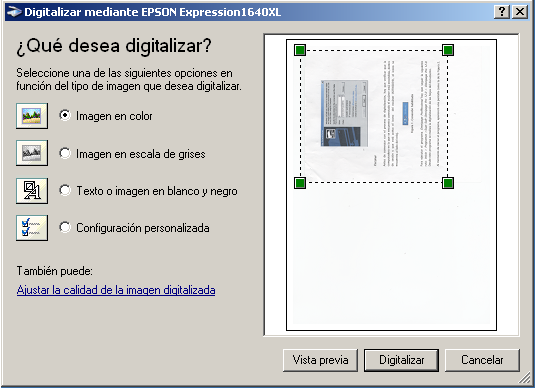 Digitalizar mediante EPSON Expression1640XL
¿Qué desea digitalizar?
Seleccione una de las siguientes opciones en
función del tipo de imagen que desea digitalizar.
Imagen en color
Imagen en escala de grises
Texto o imagen en blanco y negro
Configuración personalizada
También puede:
Ajustar la calidad de la imagen digitalizada
Vista previa
Digitalizar
Cancelar